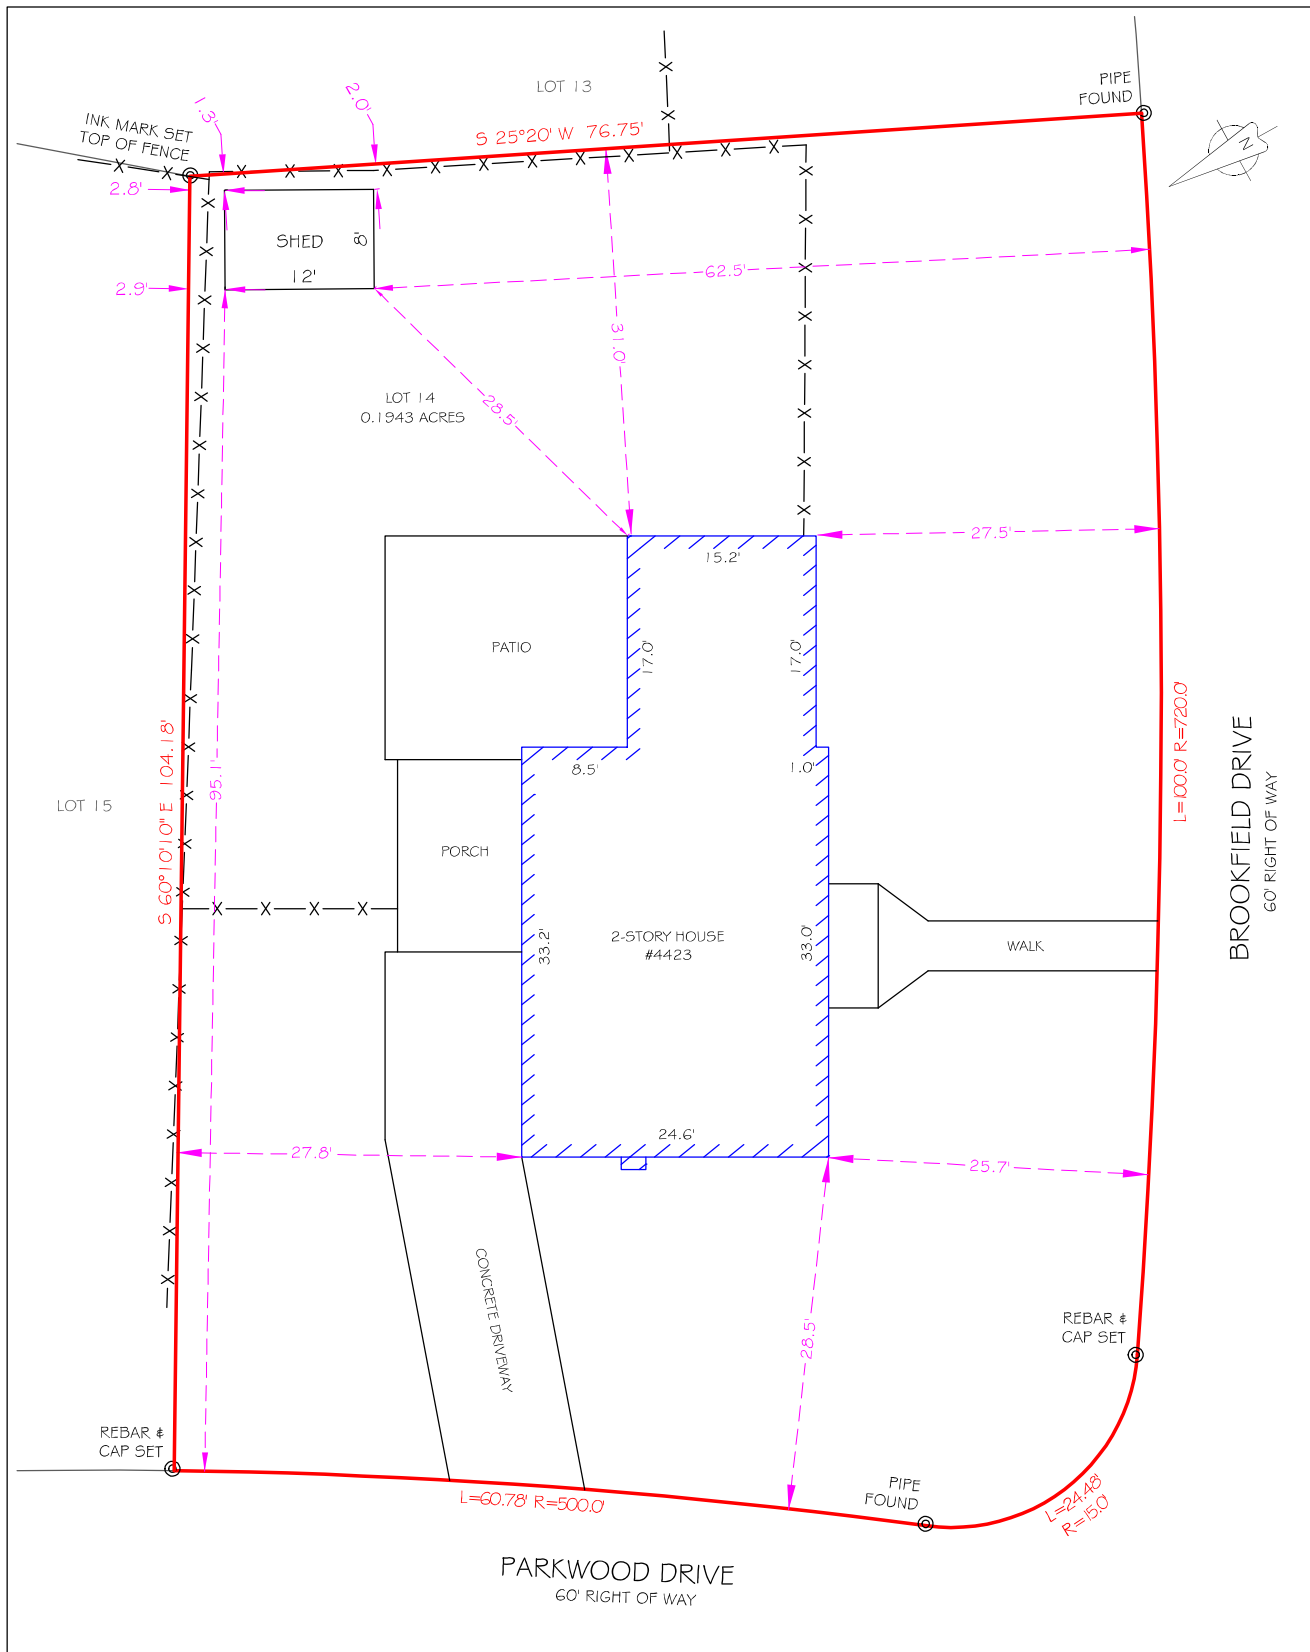 LOT 13
PIPE
FOUND
1.3'
2.0'
INK MARK SET
TOP OF FENCE
S 25°20' W 76.75'
N
2.8'
SHED
8'
12'
2.9'
62.5'
31.0'
LOT 14
0.1943 ACRES
28.5'
27.5'
15.2'
PATIO
17.0'
17.0'
8.5'
1.0'
S 60°10'10" E 104.18'
95.1'
L=100.0' R=720.0'
BROOKFIELD DRIVE
60' RIGHT OF WAY
LOT 15
PORCH
2-STORY HOUSE
#4423
33.2'
33.0'
WALK
24.6'
27.8'
25.7'
CONCRETE DRIVEWAY
28.5'
REBAR &
CAP SET
REBAR &
CAP SET
PIPE
FOUND
L=24.48'
R=15.0'
L=60.78' R=500.0'
PARKWOOD DRIVE
60' RIGHT OF WAY